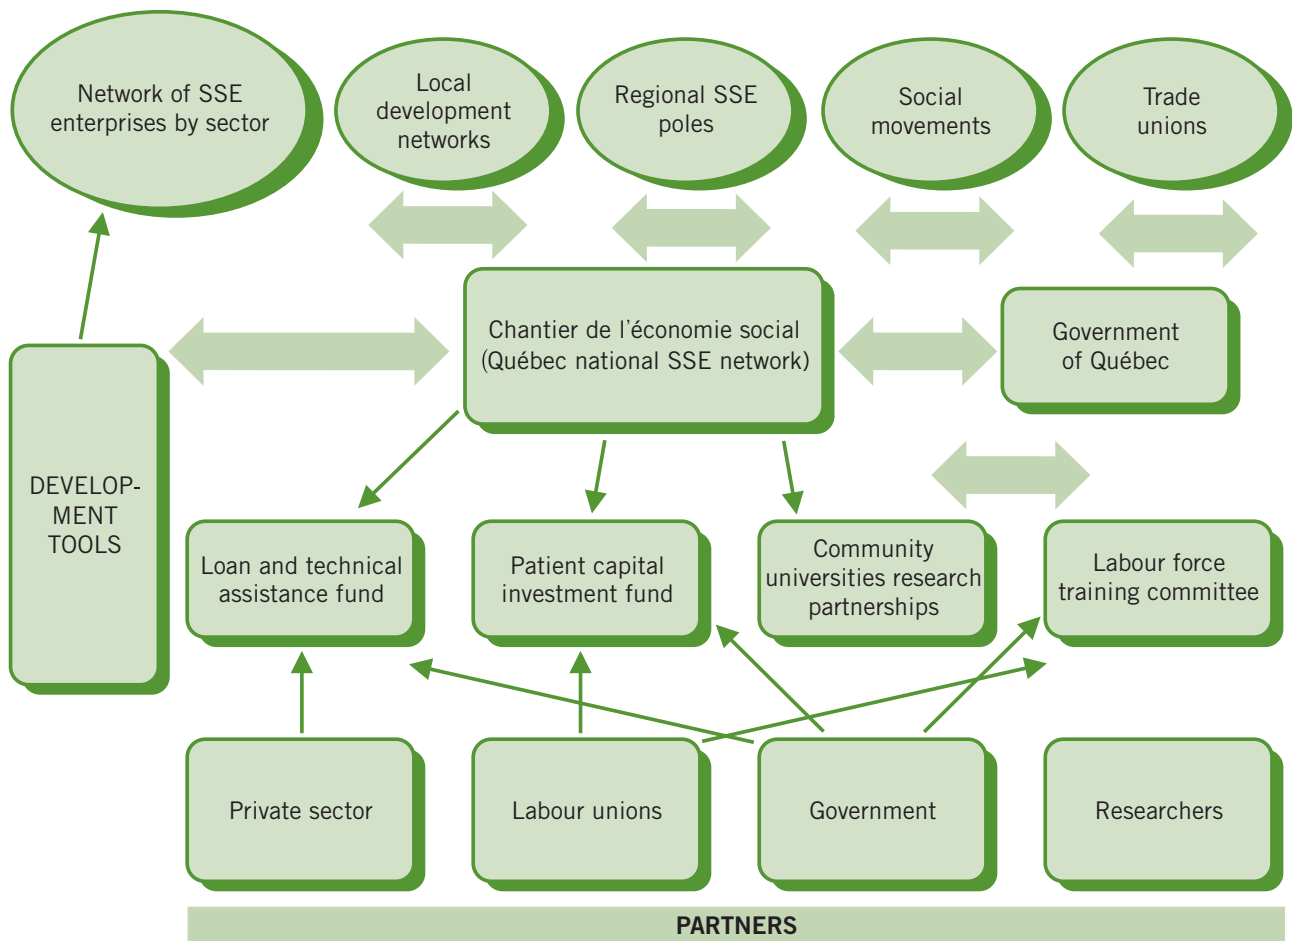 Network of SSE
enterprises by sector
Local
development
networks
Regional SSE
poles
Social
movements
Trade
unions
Chantier de l'économie social
(Québec national SSE network)
Government
of Québec
DEVELOP-
MENT
TOOLS
Loan and technical
assistance fund
Patient capital
investment fund
Community
universities research
partnerships
Labour force
training committee
Private sector
Labour unions
Government
Researchers
PARTNERS